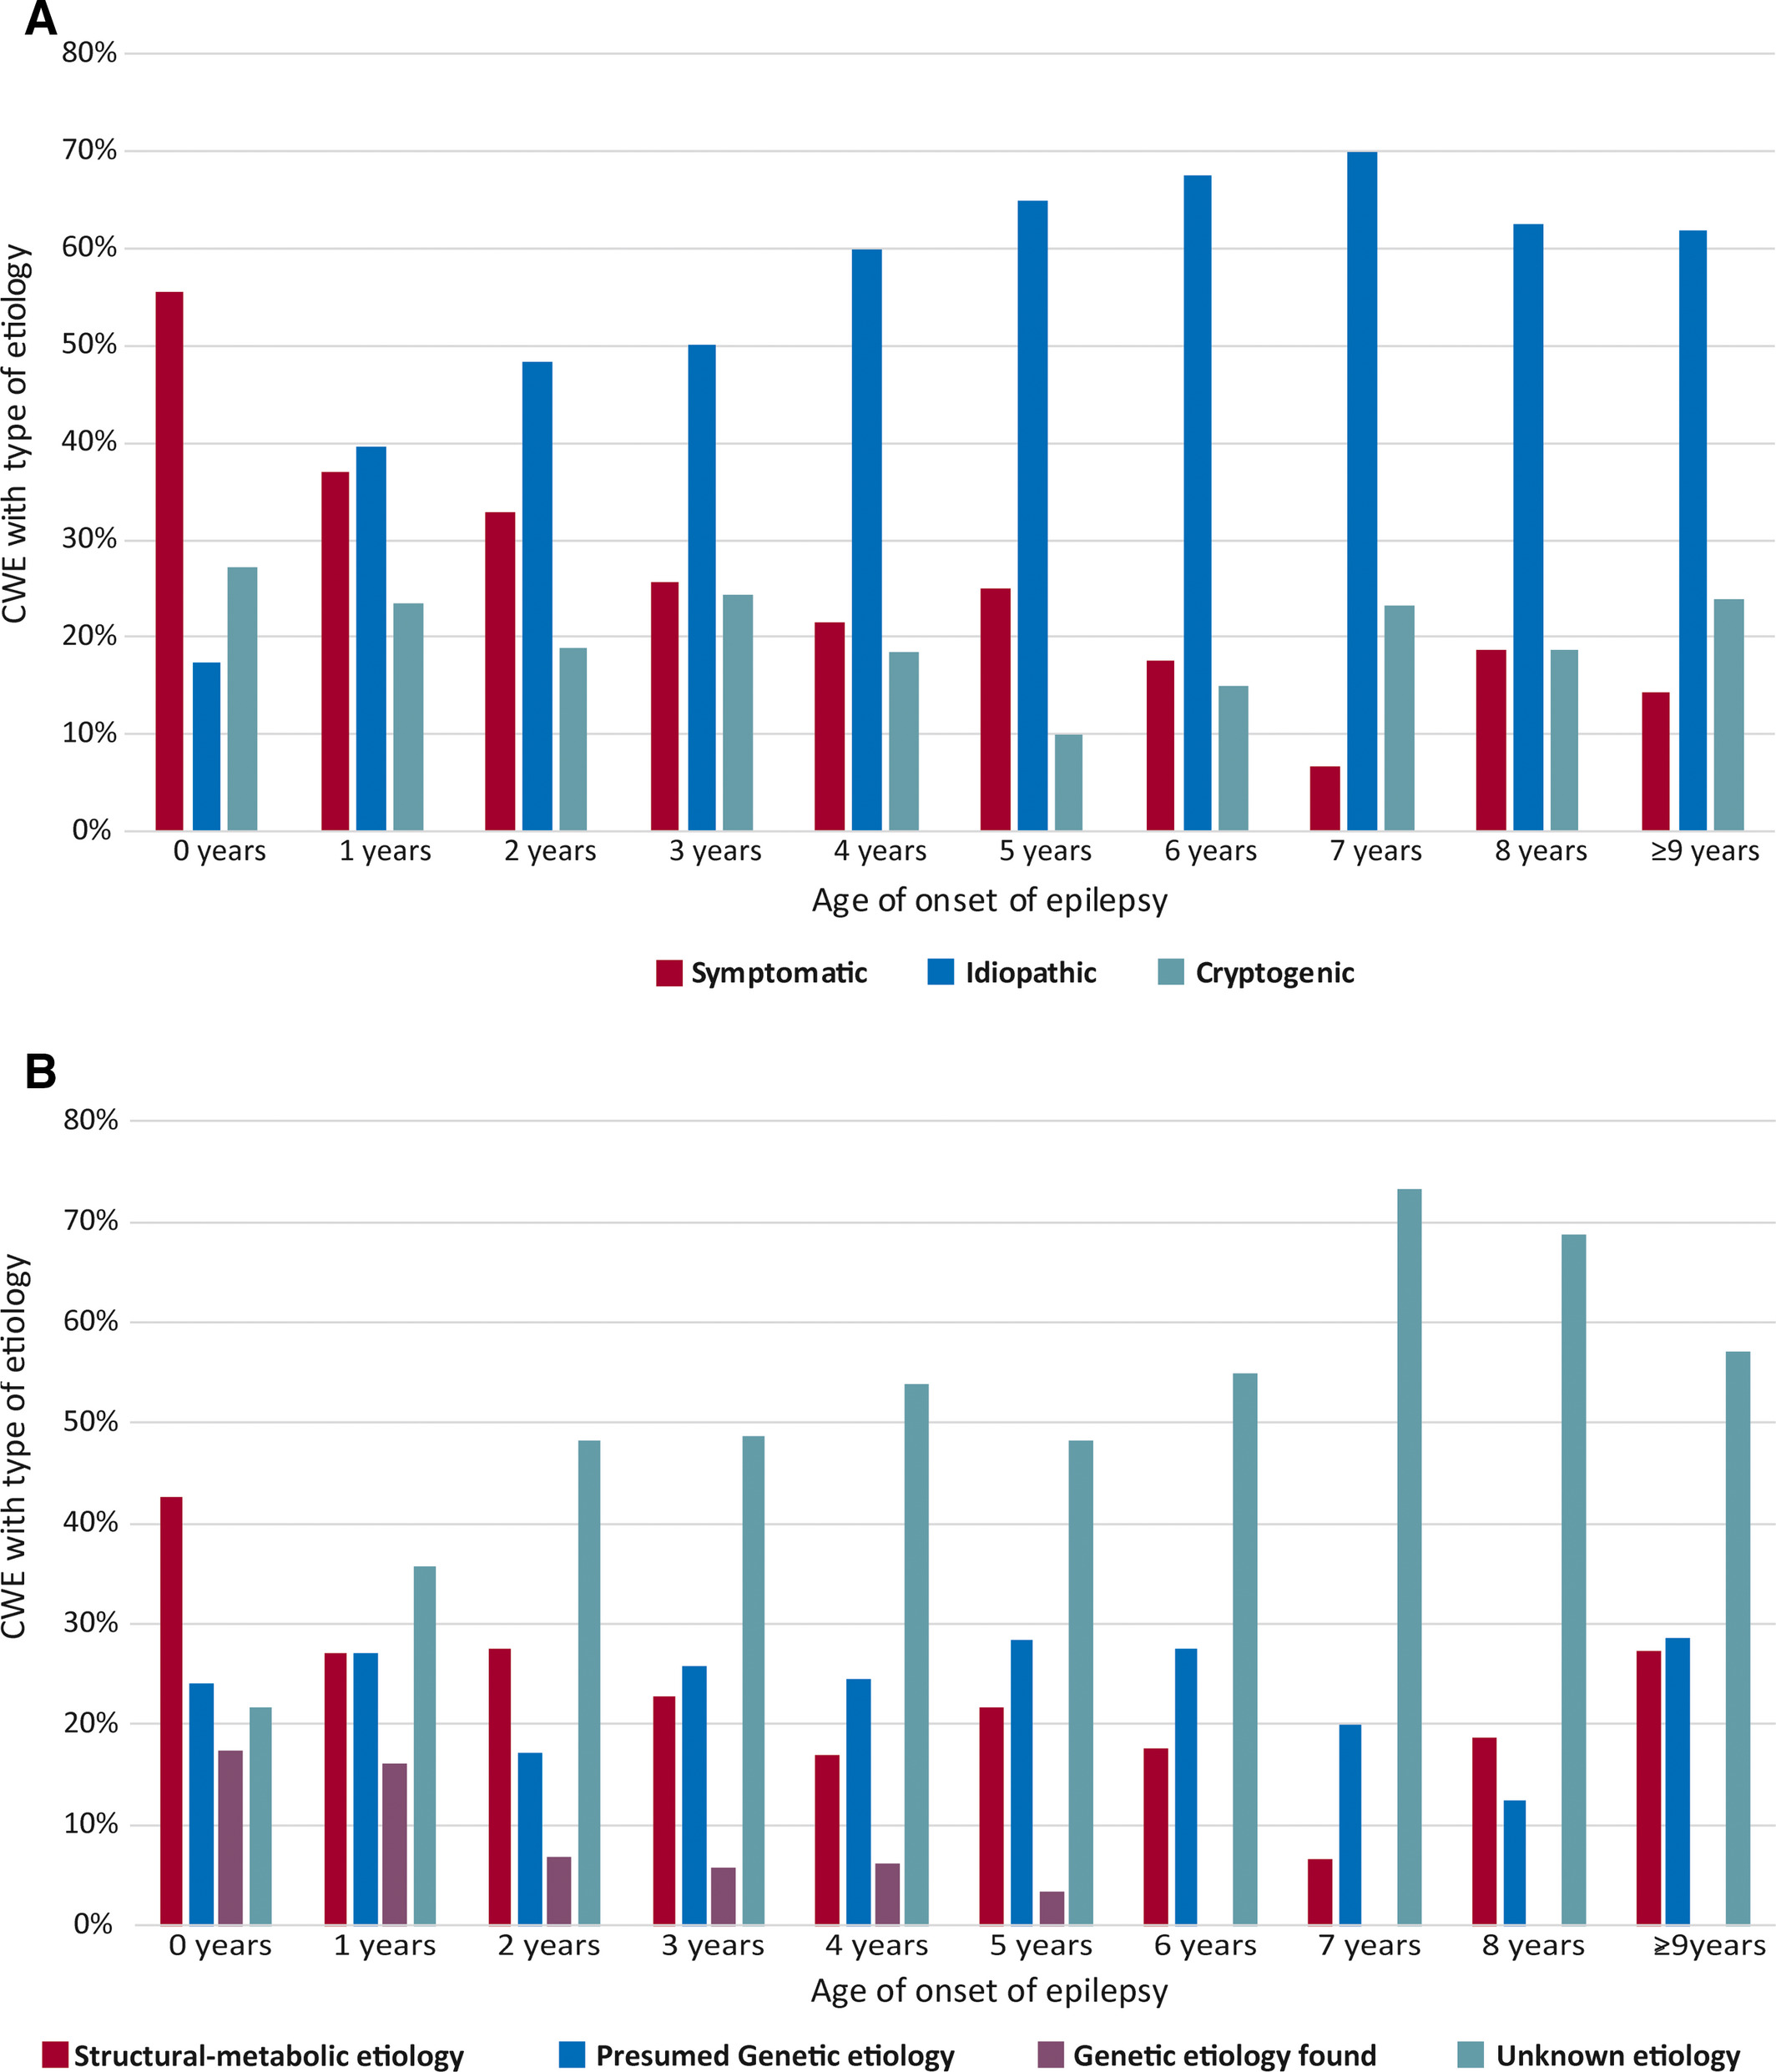 A
80%
70%
60%
50%
40%
30%
20%
10%
0%
CWE with type of etiology
0 years 1 years 2 years 3 years 4 years 5 years 6 years 7 years 8 years ≥9 years
Age of onset of epilepsy
Symptomatic Idiopathic Cryptogenic
B
80%
70%
60%
50%
40%
30%
20%
10%
0%
CWE with type of etiology
0 years 1 years 2 years 3 years 4 years 5 years 6 years 7 years 8 years ≥9years
Age of onset of epilepsy
Structural-metabolic etiology Presumed Genetic etiology Genetic etiology found Unknown etiology